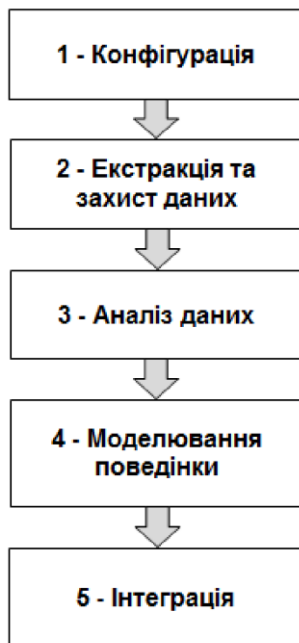 1 - Конфігурація
2 - Екстракція та
захист даних
3 - Аналіз даних
4 - Моделювання
поведінки
5 - Інтеграція